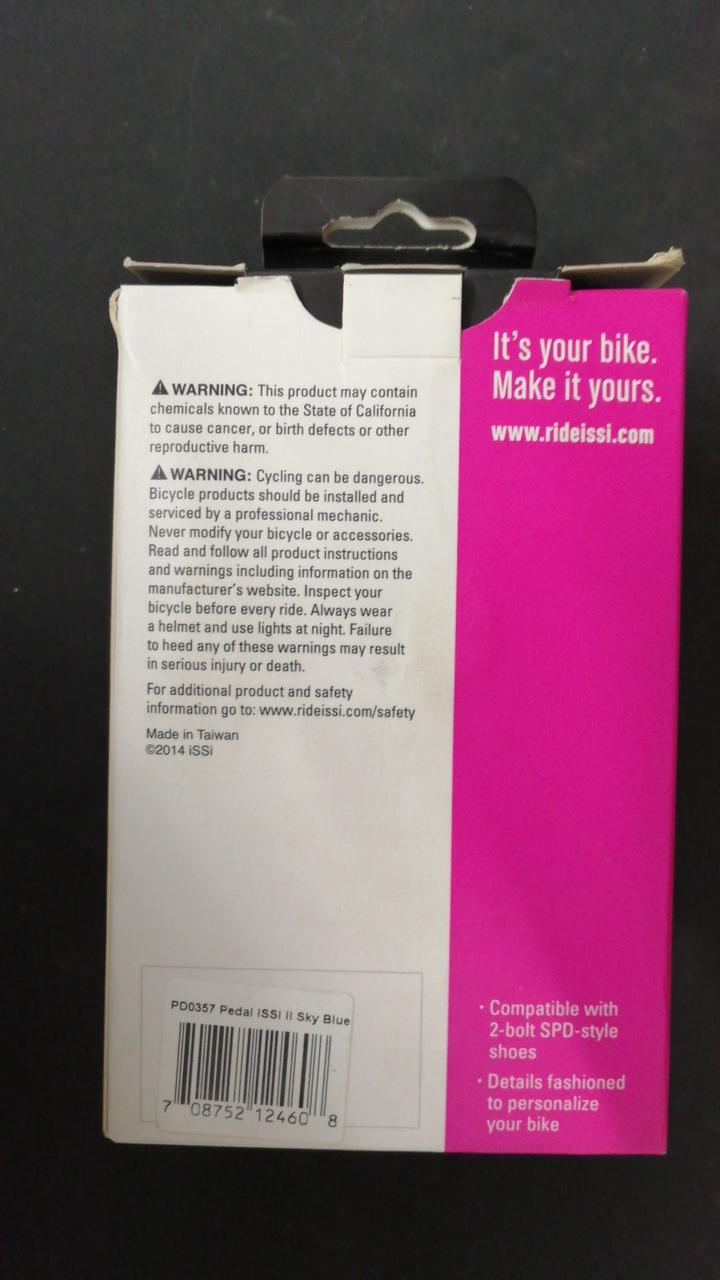 ⚠ WARNING: This product may contain
chemicals known to the State of California
to cause cancer, or birth defects or other
reproductive harm.
⚠ WARNING: Cycling can be dangerous.
Bicycle products should be installed and
serviced by a professional mechanic.
Never modify your bicycle or accessories.
Read and follow all product instructions
and warnings including information on the
manufacturer's website. Inspect your
bicycle before every ride. Always wear
a helmet and use lights at night. Failure
to heed any of these warnings may result
in serious injury or death.
For additional product and safety
information go to: www.rideissi.com/safety
Made in Taiwan
©2014 iSSi
PD0357 Pedal iSSi II Sky Blue
7 08752 12460 8
It's your bike.
Make it yours.
www.rideissi.com
· Compatible with
2-bolt SPD-style
shoes
· Details fashioned
to personalize
your bike